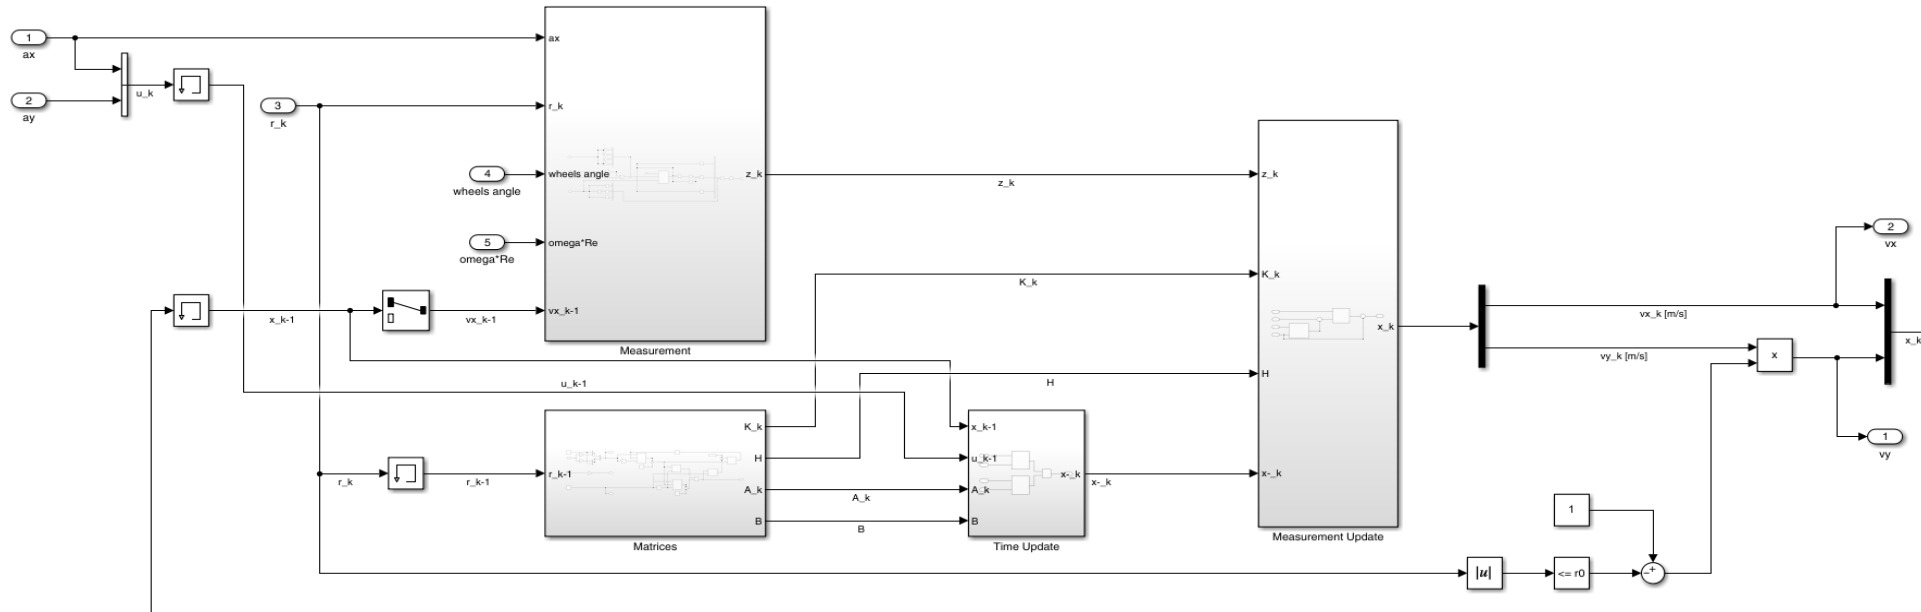 1
ax
2
ay
u_k
3
r_k
4
wheels angle
5
omega*Re
ax
r_k
wheels angle
omega*Re
vx_k-1
z_k
Measurement
x_k-1
vx_k-1
u_k-1
r_k
r_k-1
r_k-1
K_k
H
A_k
B
Matrices
A_k
B
x_k-1
u_k-1
A_k
B
x-_k
Time Update
x-_k
z_k
K_k
H
z_k
K_k
H
x-_k
x_k
Measurement Update
vx_k [m/s]
vy_k [m/s]
x
2
vx
x_k
1
vy
1
|u|
<= r0
−
+